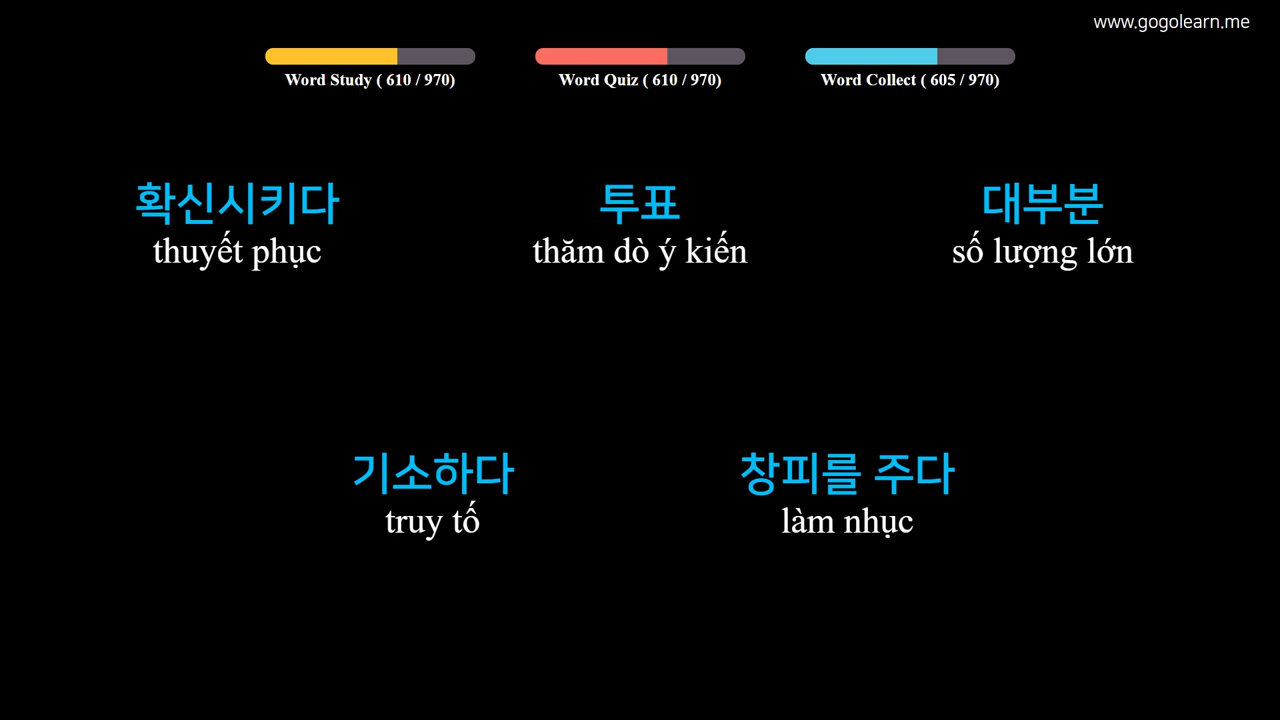 www.gogolearn.me
Word Study ( 610 / 970)
Word Quiz ( 610 / 970)
Word Collect ( 605 / 970)
확신시키다
thuyết phục
투표
thăm dò ý kiến
대부분
số lượng lớn
기소하다
truy tố
창피를 주다
làm nhục